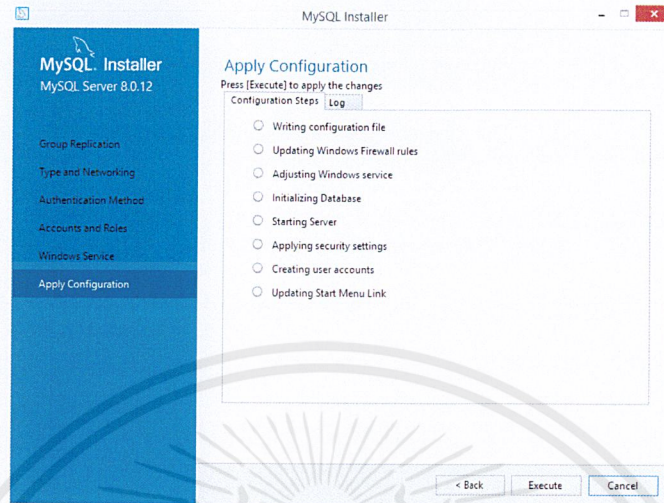 MySQL Installer
MySQL. Installer
MySQL Server 8.0.12
Group Replication
Type and Networking
Authentication Method
Accounts and Roles
Windows Service
Apply Configuration
Apply Configuration
Press [Execute] to apply the changes
Configuration Steps Log
Writing configuration file
Updating Windows Firewall rules
Adjusting Windows service
Initializing Database
Starting Server
Applying security settings
Creating user accounts
Updating Start Menu Link
< Back Execute Cancel